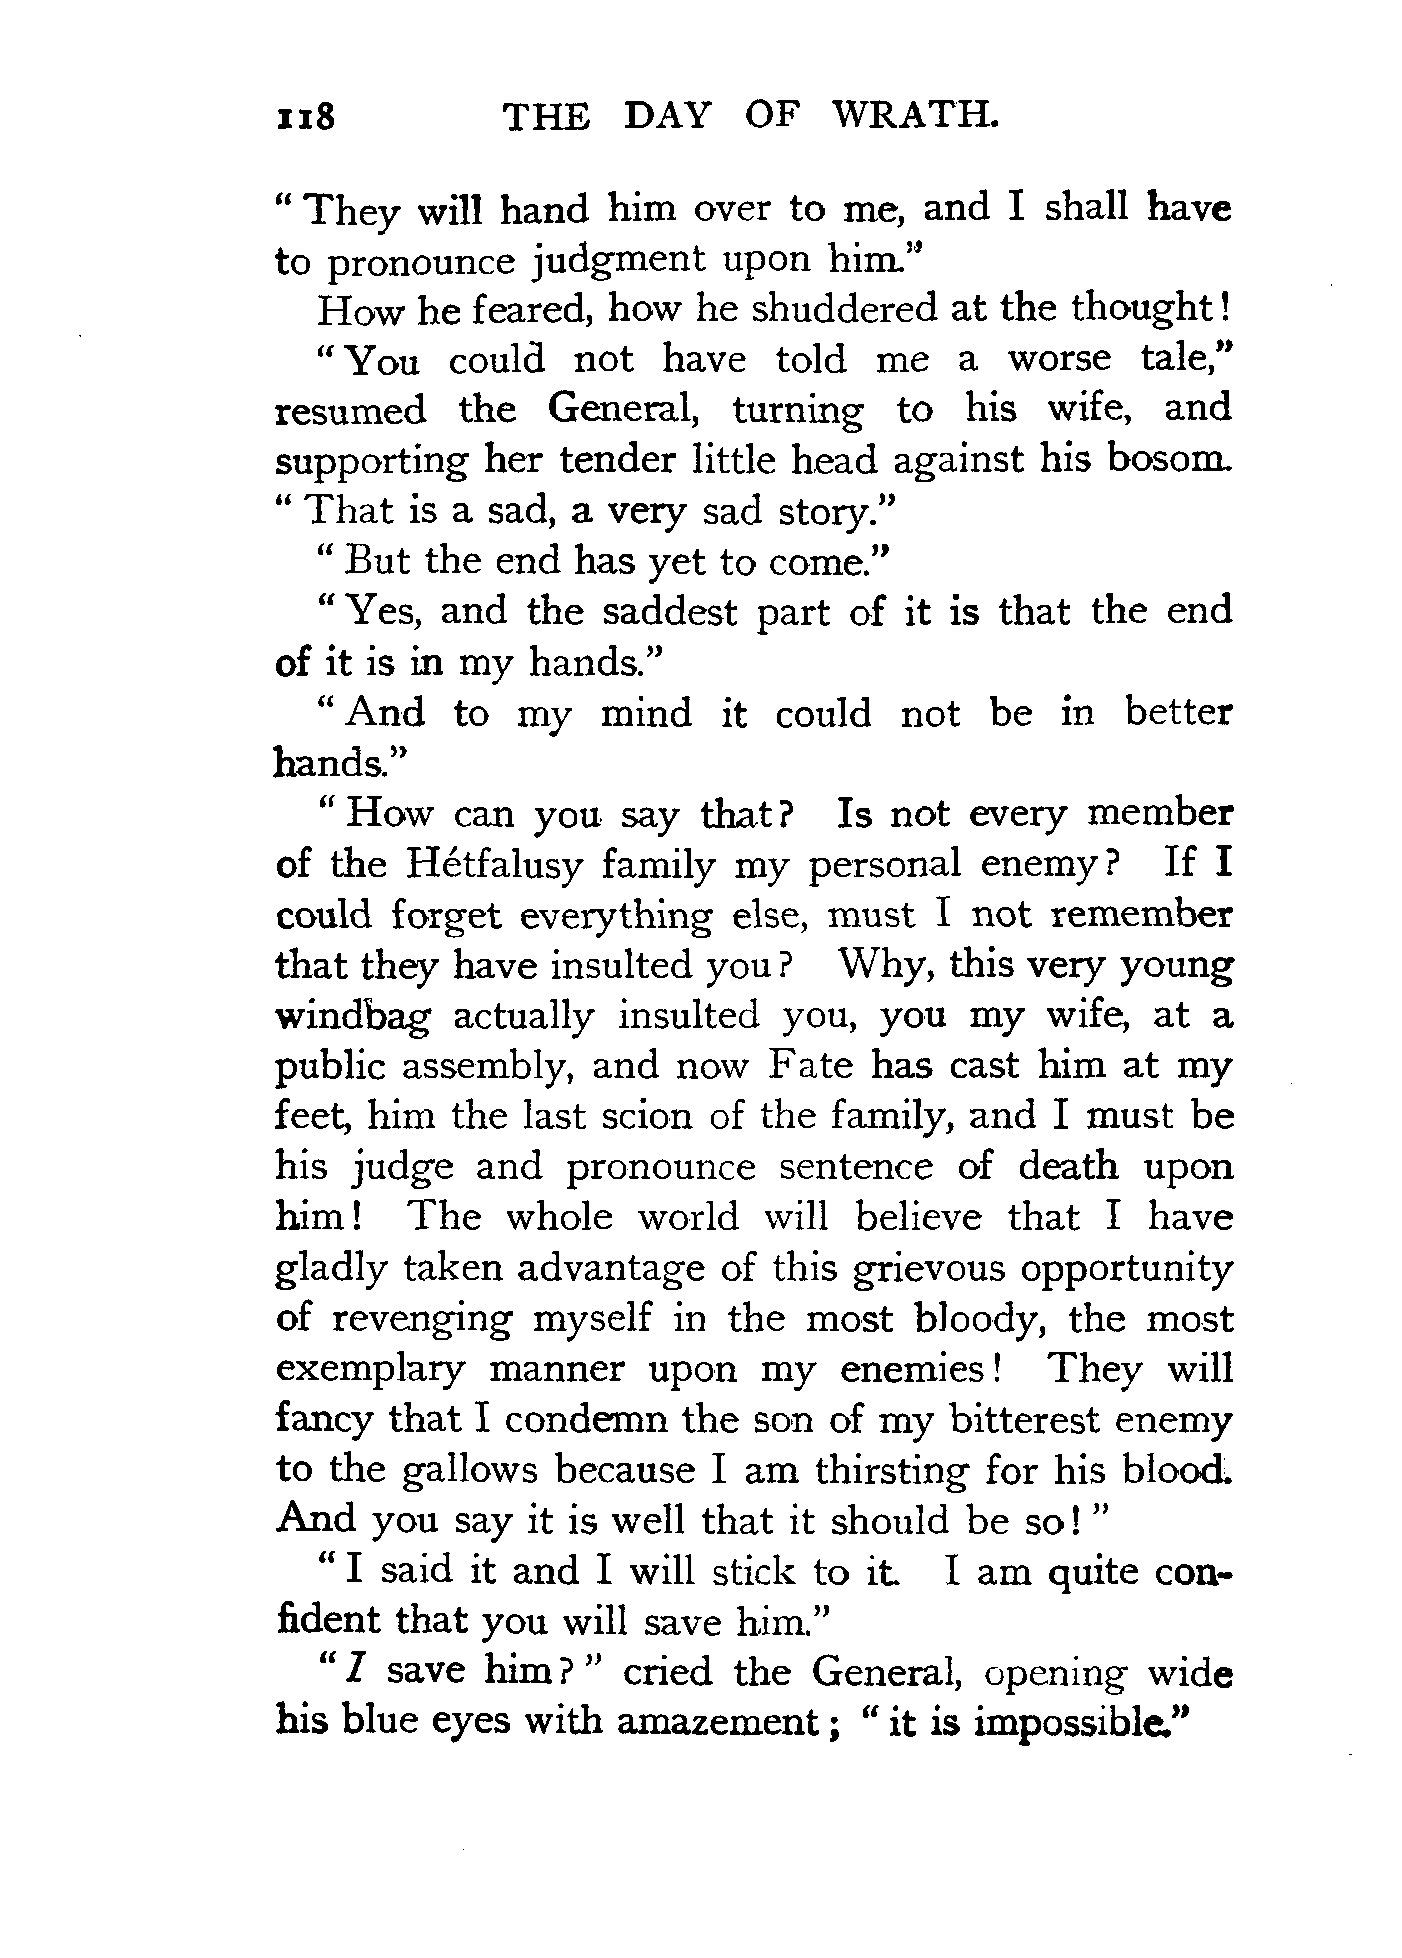 118 THE DAY OF WRATH.
“ They will hand him over to me, and I shall have
to pronounce judgment upon him.”
How he feared, how he shuddered at the thought !
“ You could not have told me a worse tale,”
resumed the General, turning to his wife, and
supporting her tender little head against his bosom.
“ That is a sad, a very sad story.”
“ But the end has yet to come.”
“ Yes, and the saddest part of it is that the end
of it is in my hands.”
“ And to my mind it could not be in better
hands.”
“ How can you say that ? Is not every member
of the Hétfalusy family my personal enemy ? If I
could forget everything else, must I not remember
that they have insulted you ? Why, this very young
windbag actually insulted you, you my wife, at a
public assembly, and now Fate has cast him at my
feet, him the last scion of the family, and I must be
his judge and pronounce sentence of death upon
him ! The whole world will believe that I have
gladly taken advantage of this grievous opportunity
of revenging myself in the most bloody, the most
exemplary manner upon my enemies ! They will
fancy that I condemn the son of my bitterest enemy
to the gallows because I am thirsting for his blood.
And you say it is well that it should be so ! ”
“ I said it and I will stick to it. I am quite con-
fident that you will save him.”
“ I save him ? ” cried the General, opening wide
his blue eyes with amazement ; “ it is impossible.”